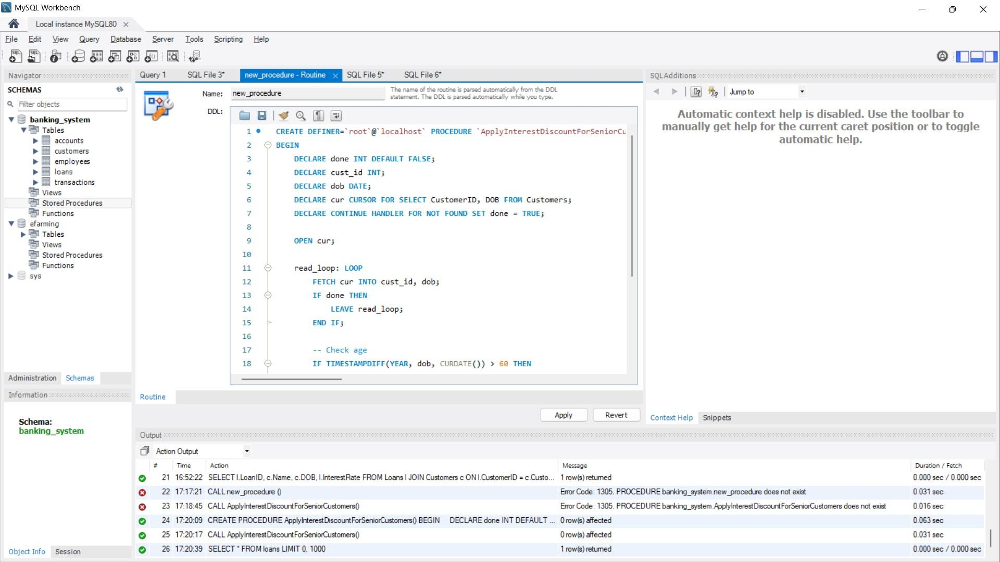 MySQL Workbench
Local instance MySQL80
File Edit View Query Database Server Tools Scripting Help
Navigator
SCHEMAS
Filter objects
banking_system
Tables
accounts
customers
employees
loans
transactions
Views
Stored Procedures
Functions
efarming
Tables
Views
Stored Procedures
Functions
sys
Administration Schemas
Information
Schema:
banking_system
Object Info Session
Query 1 SQL File 3* new_procedure - Routine SQL File 5* SQL File 6*
Name: new_procedure
The name of the routine is parsed automatically from the DDL
statement. The DDL is parsed automatically while you type.
DDL:
1 CREATE DEFINER=`root`@`localhost` PROCEDURE `ApplyInterestDiscountForSeniorCu
2 BEGIN
3 DECLARE done INT DEFAULT FALSE;
4 DECLARE cust_id INT;
5 DECLARE dob DATE;
6 DECLARE cur CURSOR FOR SELECT CustomerID, DOB FROM Customers;
7 DECLARE CONTINUE HANDLER FOR NOT FOUND SET done = TRUE;
8
9 OPEN cur;
10
11 read_loop: LOOP
12 FETCH cur INTO cust_id, dob;
13 IF done THEN
14 LEAVE read_loop;
15 END IF;
16
17 -- Check age
18 IF TIMESTAMPDIFF(YEAR, dob, CURDATE()) > 60 THEN
Routine
Apply Revert
SQLAdditions
Jump to
Automatic context help is disabled. Use the toolbar to
manually get help for the current caret position or to toggle
automatic help.
Context Help Snippets
Output
Action Output
# Time Action Message Duration / Fetch
21 16:52:22 SELECT l.LoanID, c.Name, c.DOB, l.InterestRate FROM Loans l JOIN Customers c ON l.CustomerID = c.Custo... 1 row(s) returned 0.000 sec / 0.000 sec
22 17:17:21 CALL new_procedure () Error Code: 1305. PROCEDURE banking_system.new_procedure does not exist 0.031 sec
23 17:18:45 CALL ApplyInterestDiscountForSeniorCustomers() Error Code: 1305. PROCEDURE banking_system.ApplyInterestDiscountForSeniorCustomers does not exist 0.016 sec
24 17:20:09 CREATE PROCEDURE ApplyInterestDiscountForSeniorCustomers() BEGIN DECLARE done INT DEFAULT ... 0 row(s) affected 0.063 sec
25 17:20:17 CALL ApplyInterestDiscountForSeniorCustomers() 0 row(s) affected 0.031 sec
26 17:20:39 SELECT * FROM loans LIMIT 0, 1000 1 row(s) returned 0.000 sec / 0.000 sec